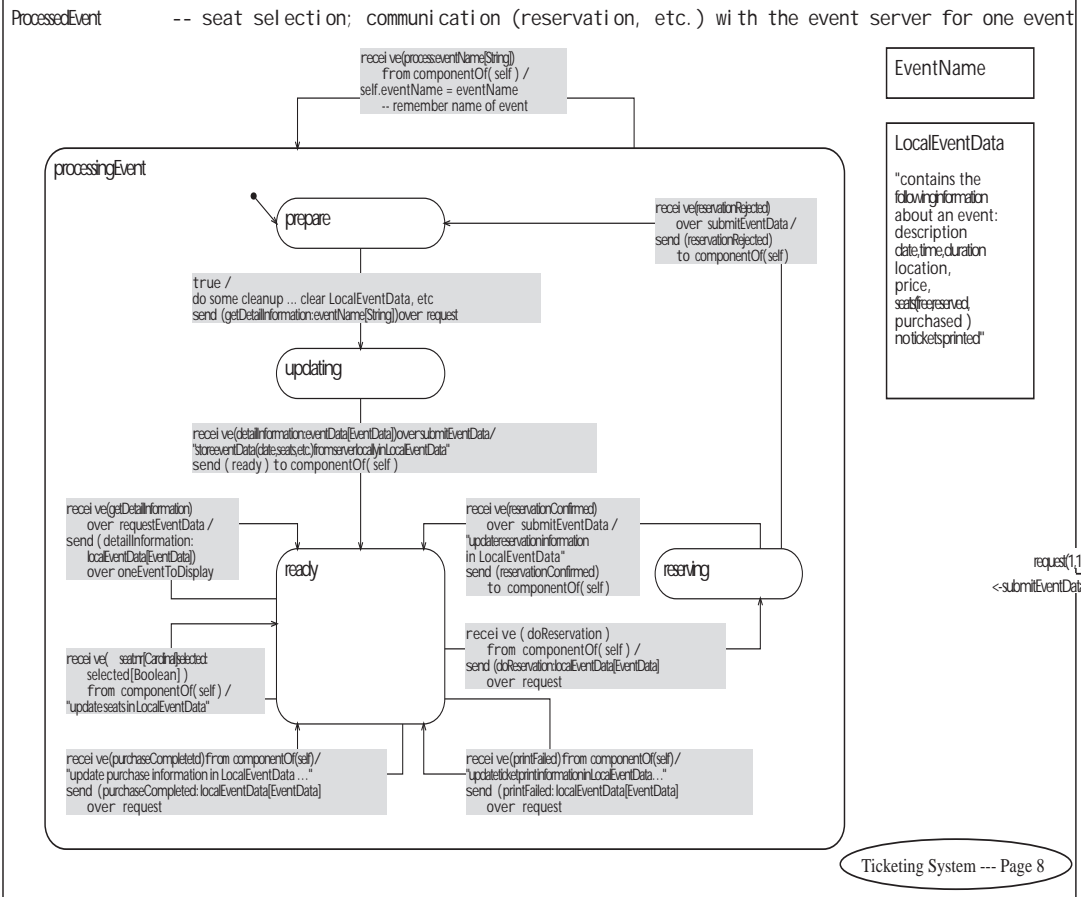 ProcessedEvent -- seat selection; communication (reservation, etc.) with the event server for one event
receive(process:eventName[String])
from componentOf( self ) /
self.eventName = eventName
-- remember name of event
EventName
LocalEventData
"contains the
following information
about an event:
description
date,time,duration
location,
price,
seats(free,reserved,
purchased )
no tickets printed"
processingEvent
prepare
receive(reservationRejected)
over submitEventData /
send (reservationRejected)
to componentOf( self )
true /
do some cleanup ... clear LocalEventData, etc
send (getDetailInformation:eventName[String]) over request
updating
receive(detailInformation:eventData[EventData]) over submitEventData /
"store eventData (date,seats,etc.) from server locally in LocalEventData"
send ( ready ) to componentOf( self )
receive(getDetailInformation)
over requestEventData /
send ( detailInformation:
localEventData[EventData])
over oneEventToDisplay
receive(reservationConfirmed)
over submitEventData /
"update reservation information
in LocalEventData"
send (reservationConfirmed)
to componentOf( self )
ready
reserving
request(1,1
<-submitEventData
receive ( doReservation )
from componentOf( self ) /
send (doReservation:localEventData[EventData]
over request
receive( seatnr[Cardinal]selected:
selected[Boolean] )
from componentOf( self ) /
"update seats in LocalEventData"
receive(purchaseCompletetd) from componentOf(self) /
"update purchase information in LocalEventData ..."
send (purchaseCompleted: localEventData[EventData]
over request
receive(printFailed) from componentOf(self) /
"update ticket print information in LocalEventData..."
send (printFailed: localEventData[EventData]
over request
Ticketing System --- Page 8